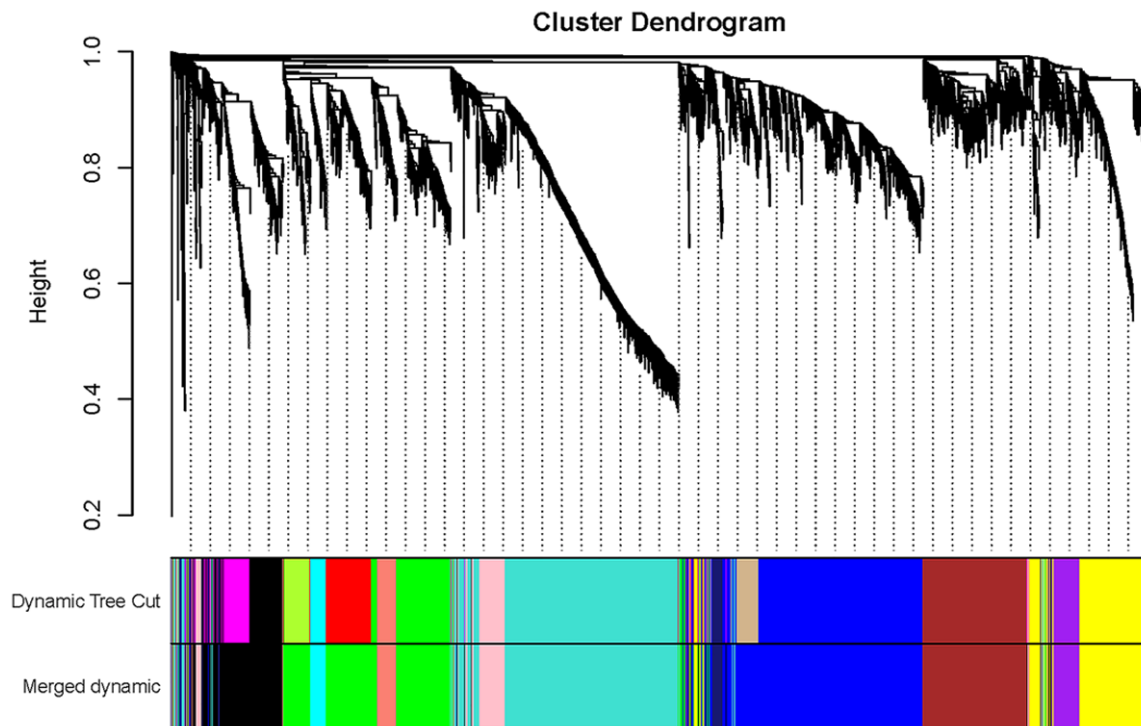 Cluster Dendrogram
Height
1.0
0.8
0.6
0.4
0.2
Dynamic Tree Cut
Merged dynamic